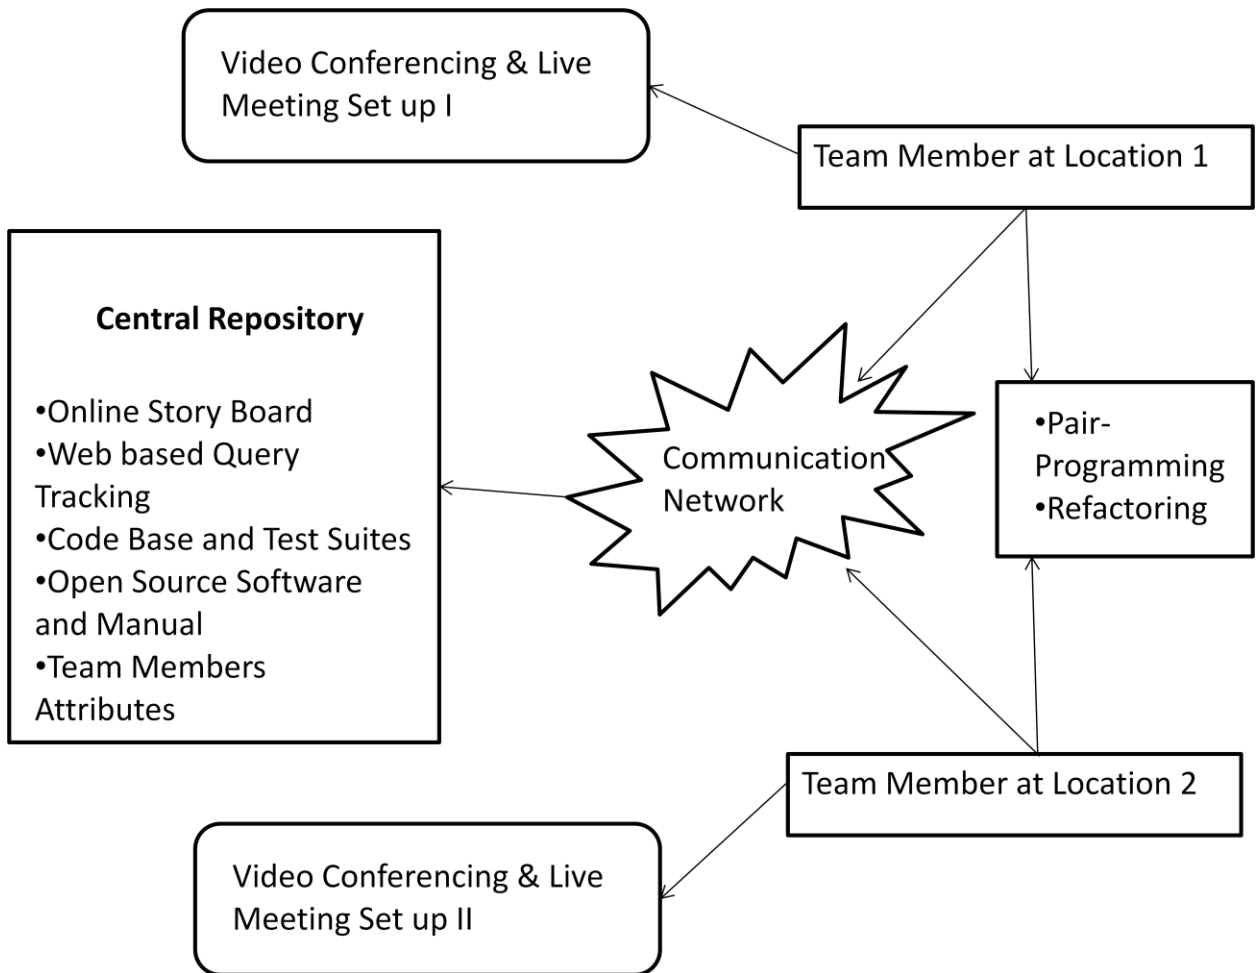 Video Conferencing & Live
Meeting Set up I
Team Member at Location 1
Central Repository
•Online Story Board
•Web based Query
Tracking
•Code Base and Test Suites
•Open Source Software
and Manual
•Team Members
Attributes
Communication
Network
•Pair-
Programming
•Refactoring
Team Member at Location 2
Video Conferencing & Live
Meeting Set up II